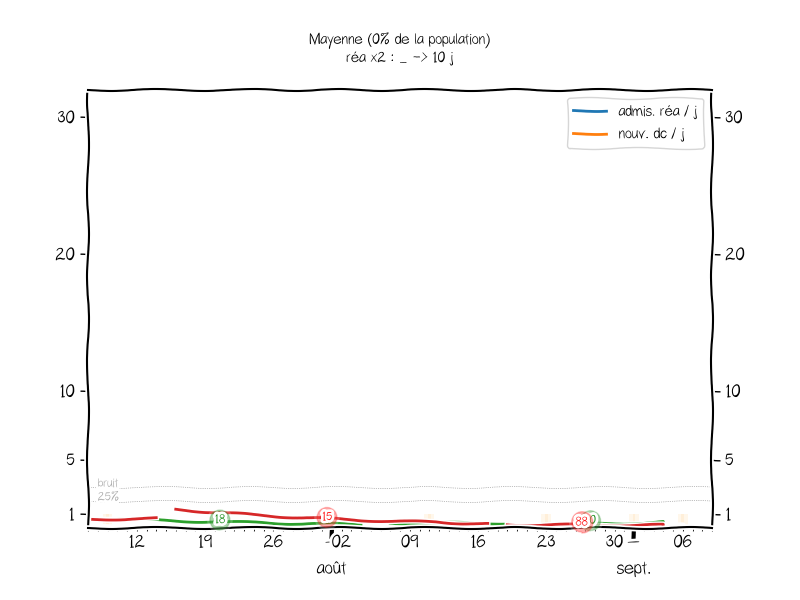 Mayenne (0% de la population)
réa x2 : _ -> 10 j
admis. réa / j
nouv. dc / j
30 30
20 20
10 10
5 5
bruit
25%
1 1
18 15 88
12 19 26 02 09 16 23 30 06
août sept.